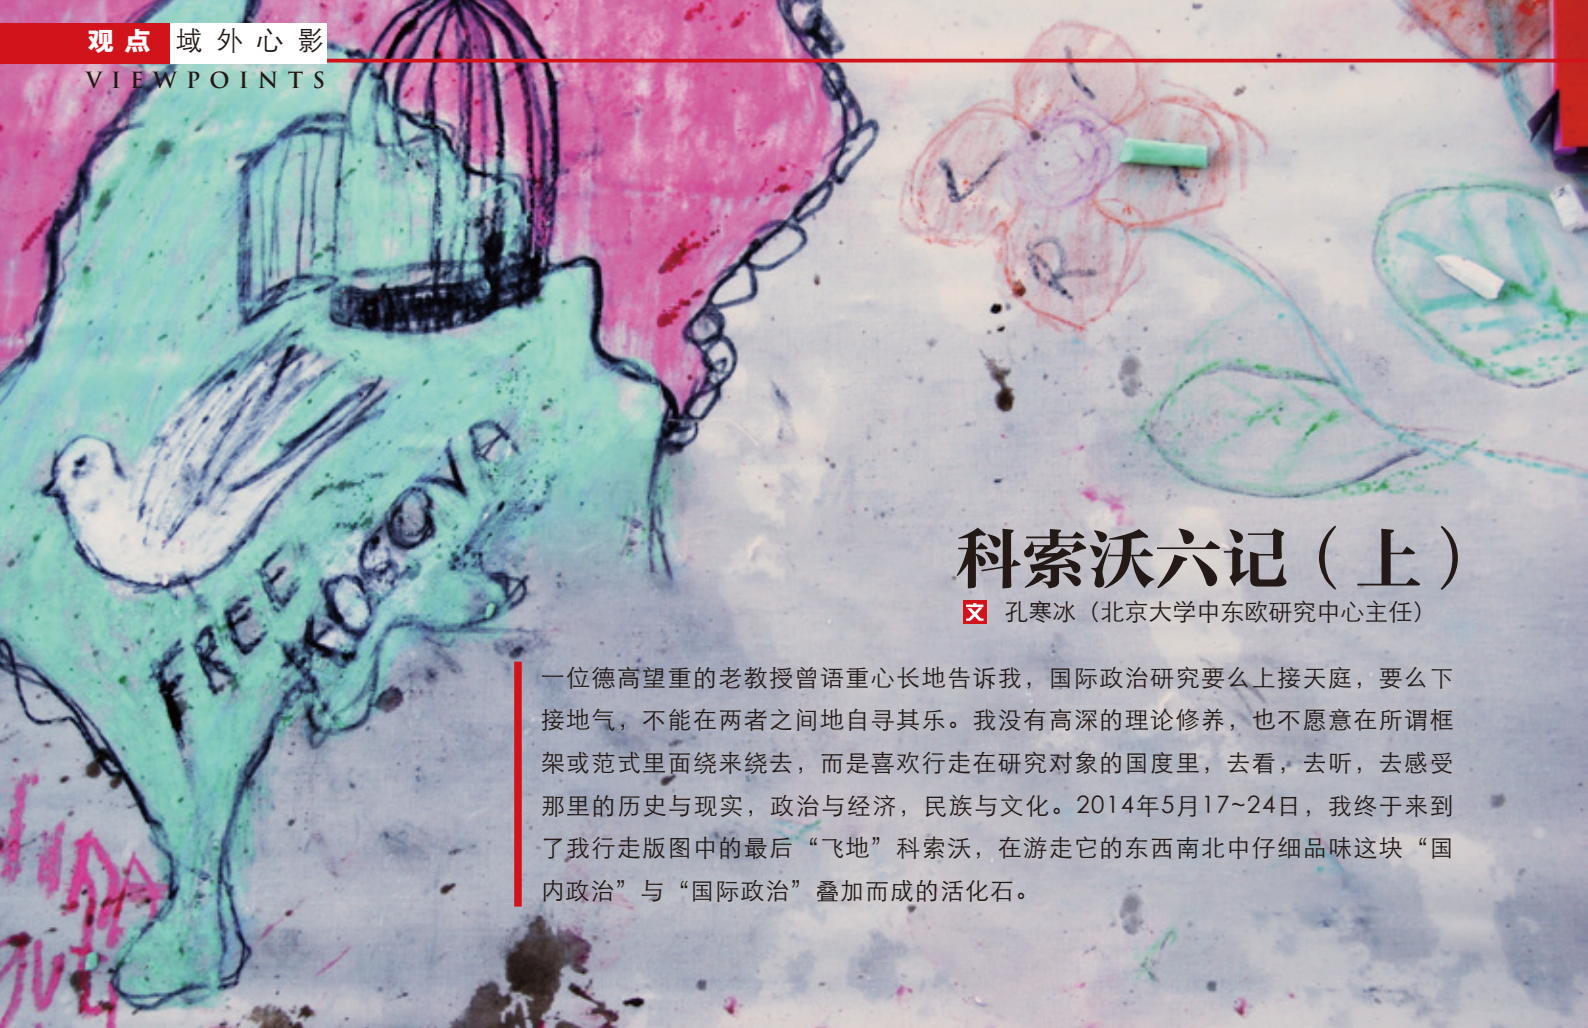 观点 域外心影
VIEWPOINTS
L
I
R
I
FREE
KOSOVA
科索沃六记（上）
文 孔寒冰（北京大学中东欧研究中心主任）
一位德高望重的老教授曾语重心长地告诉我，国际政治研究要么上接天庭，要么下
接地气，不能在两者之间地自寻其乐。我没有高深的理论修养，也不愿意在所谓框
架或范式里面绕来绕去，而是喜欢行走在研究对象的国度里，去看，去听，去感受
那里的历史与现实，政治与经济，民族与文化。2014年5月17~24日，我终于来到
了我行走版图中的最后“飞地”科索沃，在游走它的东西南北中仔细品味这块“国
内政治”与“国际政治”叠加而成的活化石。